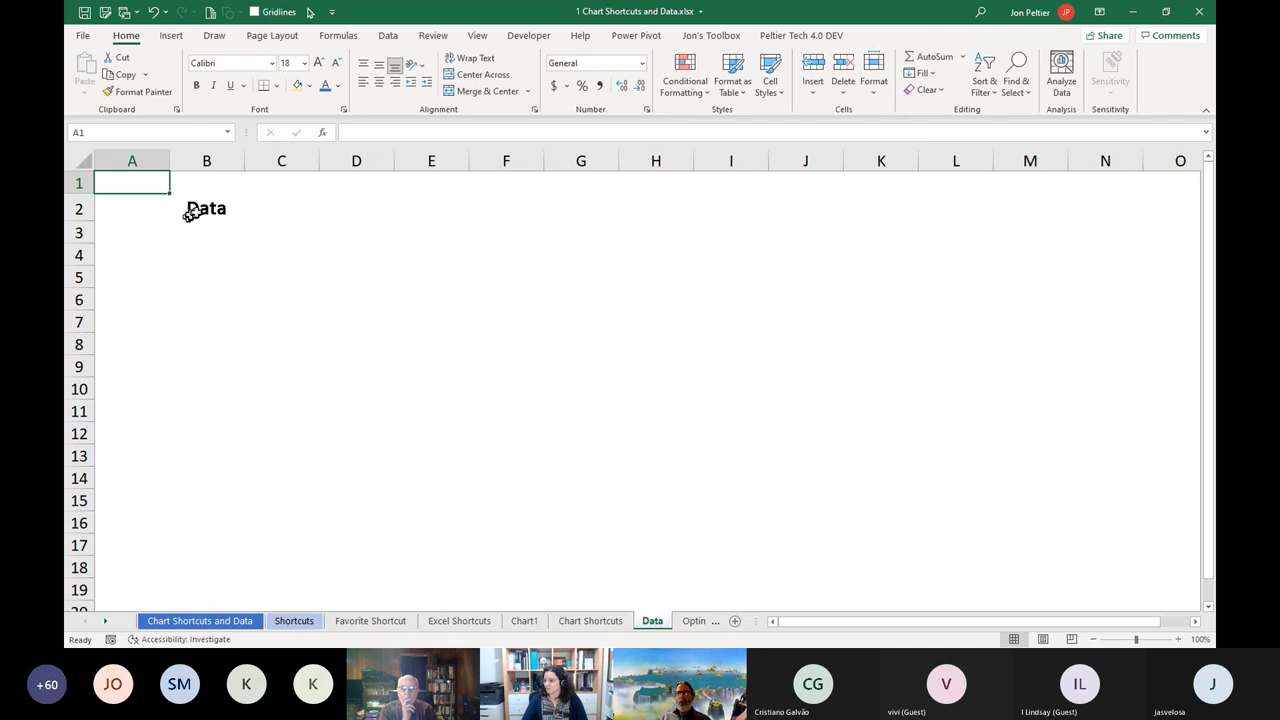 Gridlines
1 Chart Shortcuts and Data.xlsx
Jon Peltier
JP
File Home Insert Draw Page Layout Formulas Data Review View Developer Help Power Pivot Jon's Toolbox Peltier Tech 4.0 DEV
Share Comments
Paste
Cut
Copy
Format Painter
Clipboard
Calibri 18
B I U
Font
Wrap Text
Center Across
Merge & Center
Alignment
General
$ % ,
Number
Conditional Formatting
Format as Table
Cell Styles
Styles
Insert Delete Format
Cells
AutoSum
Fill
Clear
Sort & Filter
Find & Select
Editing
Analyze Data
Analysis
Sensitivity
Sensitivity
A1
fx
A B C D E F G H I J K L M N O
1
2 Data
3
4
5
6
7
8
9
10
11
12
13
14
15
16
17
18
19
Chart Shortcuts and Data Shortcuts Favorite Shortcut Excel Shortcuts Chart1 Chart Shortcuts Data Optin ...
Ready Accessibility: Investigate 100%
+60 JO SM K K CG V IL J
Cristiano Galvão vivi (Guest) I Lindsay (Guest) jasvelosa